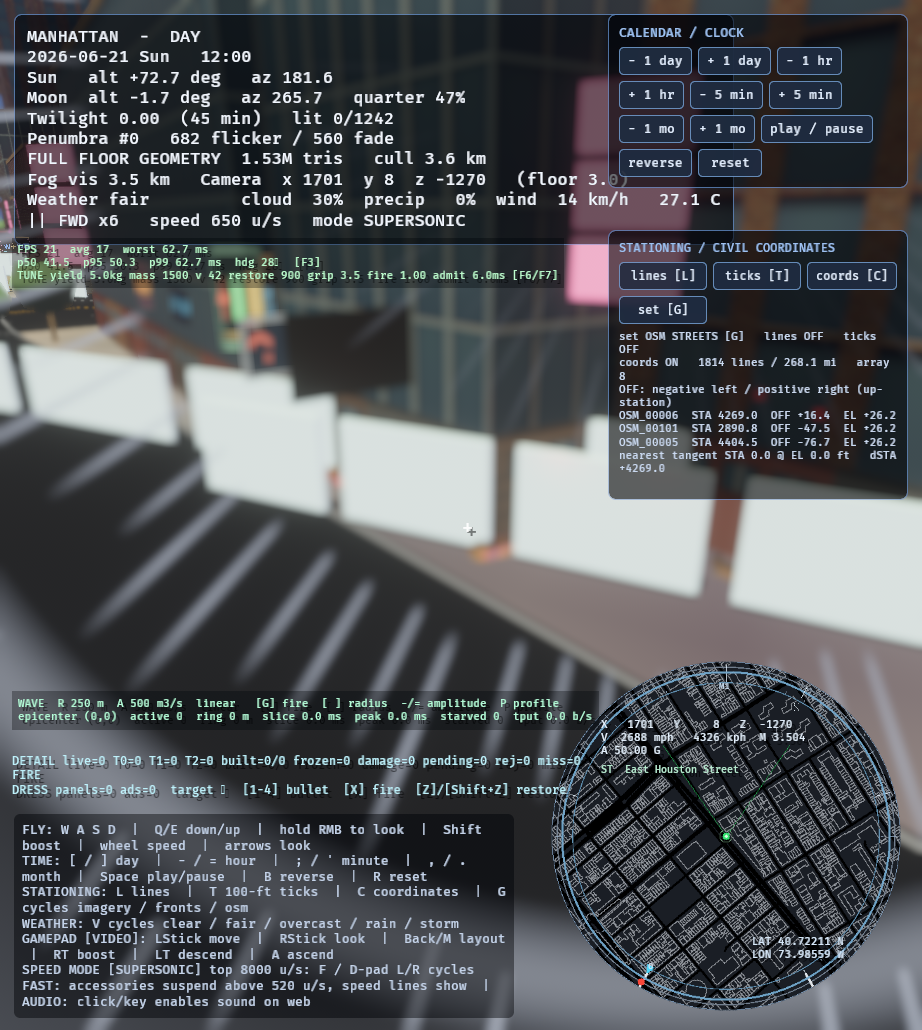 MANHATTAN - DAY
2026-06-21 Sun 12:00
Sun alt +72.7 deg az 181.6
Moon alt -1.7 deg az 265.7 quarter 47%
Twilight 0.00 (45 min) lit 0/1242
Penumbra #0 682 flicker / 560 fade
FULL FLOOR GEOMETRY 1.53M tris cull 3.6 km
Fog vis 3.5 km Camera x 1701 y 8 z -1270 (floor 3.0)
Weather fair cloud 30% precip 0% wind 14 km/h 27.1 C
|| FWD x6 speed 650 u/s mode SUPERSONIC
FPS 21 avg 17 worst 62.7 ms
p50 41.5 p95 50.3 p99 62.7 ms hdg 28 [F3]
TUNE yield 5.0kg mass 1500 v 42 restore 900 grip 3.5 fire 1.00 admit 6.0ms [F6/F7]
CALENDAR / CLOCK
- 1 day + 1 day - 1 hr
+ 1 hr - 5 min + 5 min
- 1 mo + 1 mo play / pause
reverse reset
STATIONING / CIVIL COORDINATES
lines [L] ticks [T] coords [C]
set [G]
set OSM STREETS [G] lines OFF ticks
OFF
coords ON 1814 lines / 268.1 mi array
8
OFF: negative left / positive right (up-
station)
OSM_00006 STA 4269.0 OFF +16.4 EL +26.2
OSM_00101 STA 2890.8 OFF -47.5 EL +26.2
OSM_00005 STA 4404.5 OFF -76.7 EL +26.2
nearest tangent STA 0.0 @ EL 0.0 ft dSTA
+4269.0
WAVE R 250 m A 500 m3/s linear [G] fire [ ] radius -/= amplitude P profile
epicenter (0,0) active 0 ring 0 m slice 0.0 ms peak 0.0 ms starved 0 tput 0.0 b/s
DETAIL live=0 T0=0 T1=0 T2=0 built=0/0 frozen=0 damage=0 pending=0 rej=0 miss=0
FIRE
DRESS panels=0 ads=0 target [1-4] bullet [X] fire [Z]/[Shift+Z] restore
FLY: W A S D | Q/E down/up | hold RMB to look | Shift
boost | wheel speed | arrows look
TIME: [ / ] day | - / = hour | ; / ' minute | , / .
month | Space play/pause | B reverse | R reset
STATIONING: L lines | T 100-ft ticks | C coordinates | G
cycles imagery / fronts / osm
WEATHER: V cycles clear / fair / overcast / rain / storm
GAMEPAD [VIDEO]: LStick move | RStick look | Back/M layout
| RT boost | LT descend | A ascend
SPEED MODE [SUPERSONIC] top 8000 u/s: F / D-pad L/R cycles
FAST: accessories suspend above 520 u/s, speed lines show |
AUDIO: click/key enables sound on web
X 1701 Y 8 Z -1270
V 2688 mph 4326 kph M 3.504
A 50.00 G
ST East Houston Street
LAT 40.72211 N
LON 73.98559 W